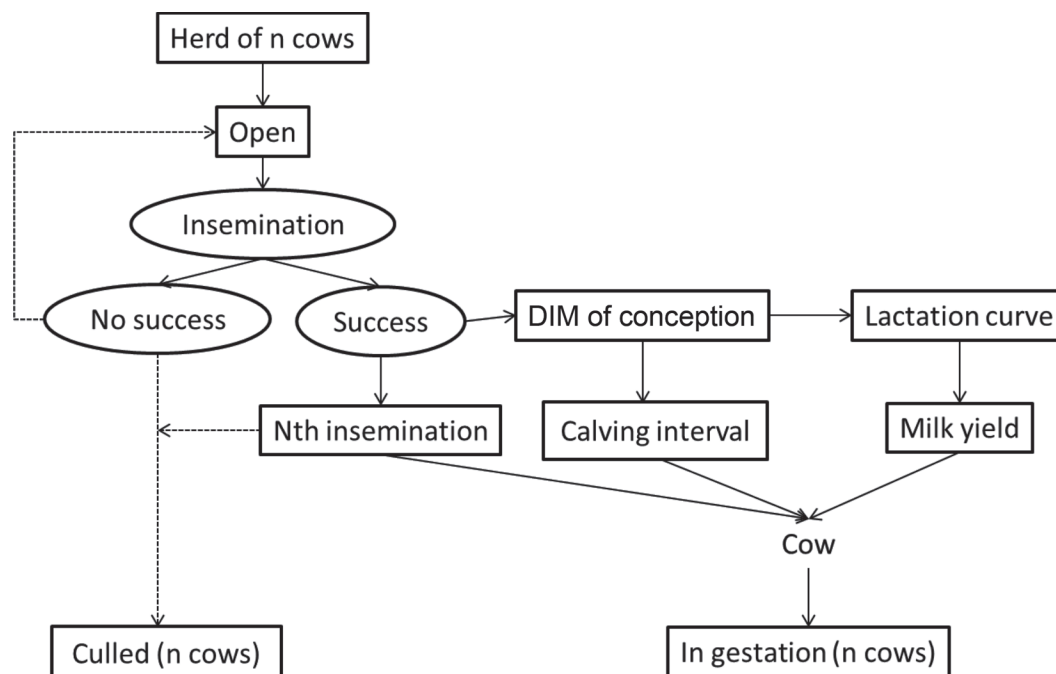 Herd of n cows
Open
Insemination
No success
Success
DIM of conception
Lactation curve
Nth insemination
Calving interval
Milk yield
Cow
Culled (n cows)
In gestation (n cows)